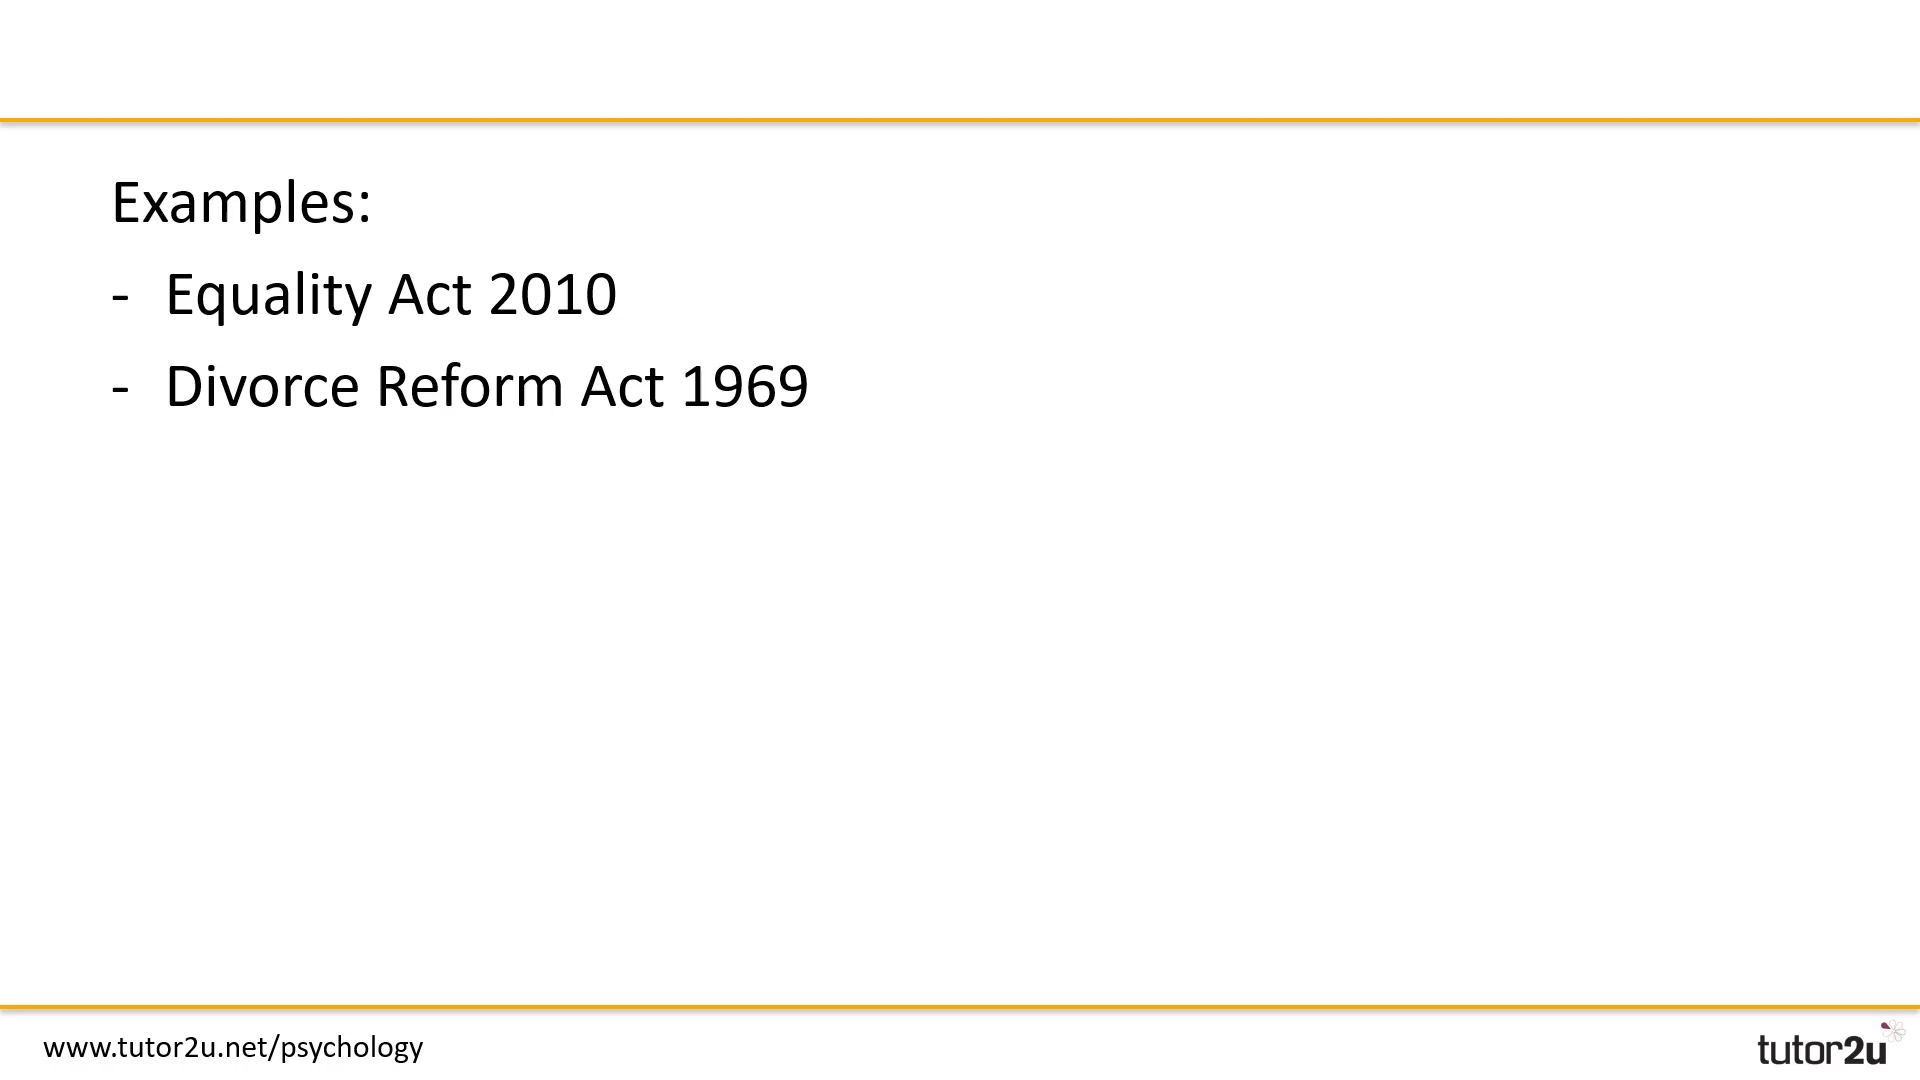 Examples:
- Equality Act 2010
- Divorce Reform Act 1969
www.tutor2u.net/psychology
tutor2u